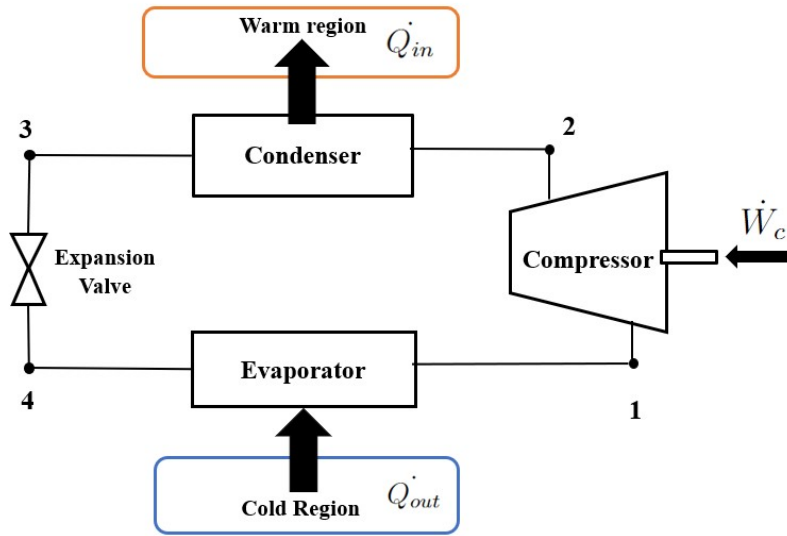 Warm region
Q̇in
3
2
Condenser
Ẇc
Expansion
Valve
Compressor
Evaporator
4
1
Q̇out
Cold Region